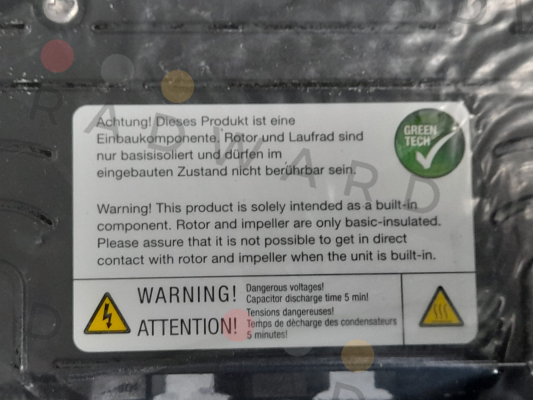 Achtung! Dieses Produkt ist eine
Einbaukomponente, Rotor und Laufrad sind
nur basisisoliert und dürfen im
eingebauten Zustand nicht berührbar sein.
GREEN
TECH
Warning! This product is solely intended as a built-in
component. Rotor and impeller are only basic-insulated.
Please assure that it is not possible to get in direct
contact with rotor and impeller when the unit is built-in.
WARNING!
Dangerous voltages!
Capacitor discharge time 5 min!
ATTENTION!
Tensions dangereuses!
Temps de décharge des condensateurs
5 minutes!
RADWARD